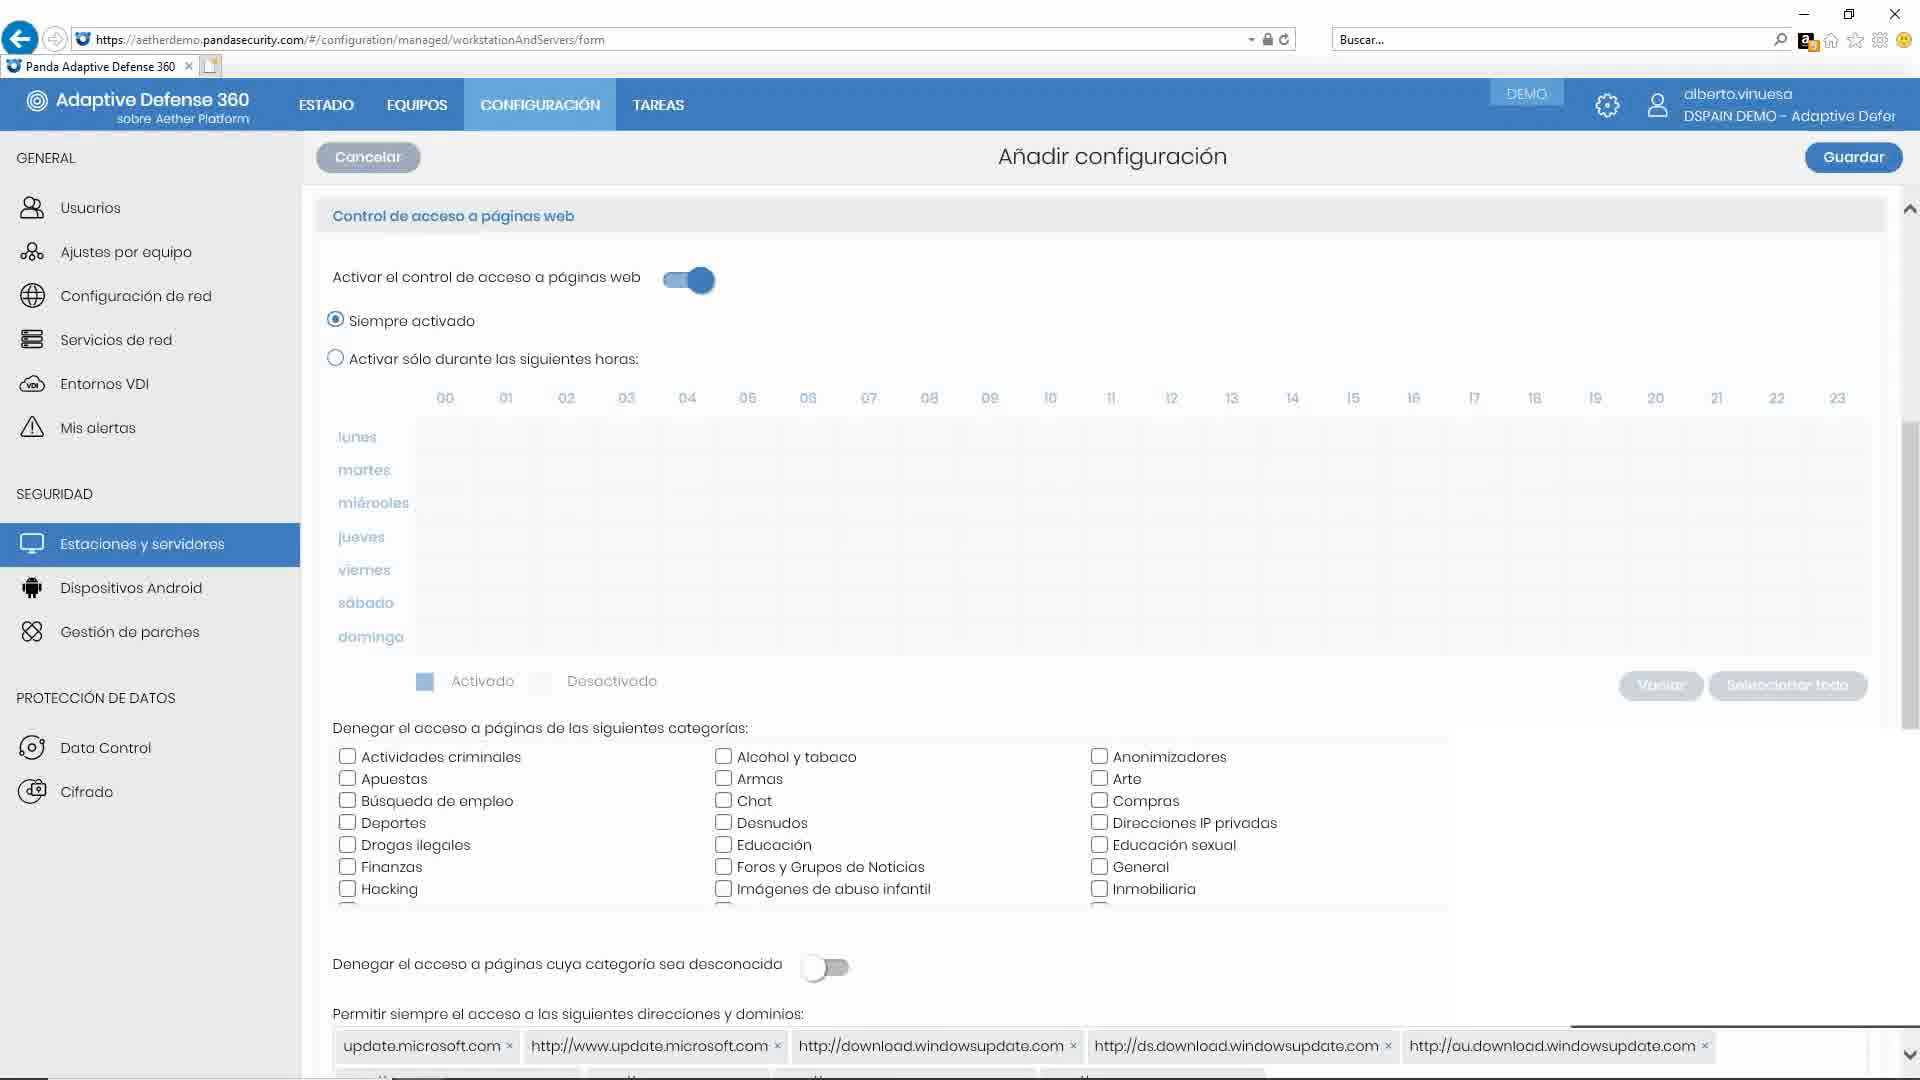 https://aetherdemo.pandasecurity.com/#/configuration/managed/workstationAndServers/form
Buscar...
Panda Adaptive Defense 360
Adaptive Defense 360
sobre Aether Platform
ESTADO
EQUIPOS
CONFIGURACIÓN
TAREAS
DEMO
alberto.vinuesa
DSPAIN DEMO - Adaptive Defer
GENERAL
Usuarios
Ajustes por equipo
Configuración de red
Servicios de red
VDI
Entornos VDI
Mis alertas
SEGURIDAD
Estaciones y servidores
Dispositivos Android
Gestión de parches
PROTECCIÓN DE DATOS
Data Control
Cifrado
Cancelar
Añadir configuración
Guardar
Control de acceso a páginas web
Activar el control de acceso a páginas web
Siempre activado
Activar sólo durante las siguientes horas:
00 01 02 03 04 05 06 07 08 09 10 11 12 13 14 15 16 17 18 19 20 21 22 23
lunes
martes
miércoles
jueves
viernes
sábado
domingo
Activado
Desactivado
Vaciar
Seleccionar todo
Denegar el acceso a páginas de las siguientes categorías:
Actividades criminales
Alcohol y tabaco
Anonimizadores
Apuestas
Armas
Arte
Búsqueda de empleo
Chat
Compras
Deportes
Desnudos
Direcciones IP privadas
Drogas ilegales
Educación
Educación sexual
Finanzas
Foros y Grupos de Noticias
General
Hacking
Imágenes de abuso infantil
Inmobiliaria
Denegar el acceso a páginas cuya categoría sea desconocida
Permitir siempre el acceso a las siguientes direcciones y dominios:
update.microsoft.com ×
http://www.update.microsoft.com ×
http://download.windowsupdate.com ×
http://ds.download.windowsupdate.com ×
http://au.download.windowsupdate.com ×